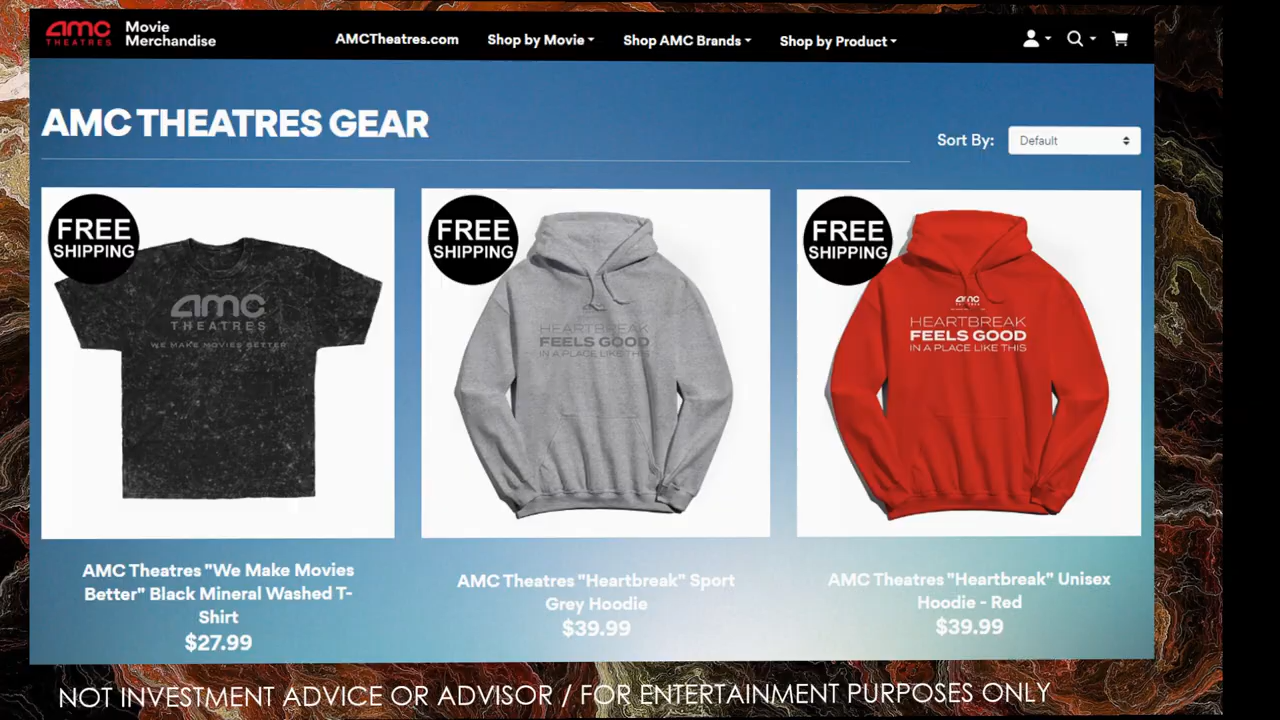 amc THEATRES
Movie Merchandise
AMCTheatres.com
Shop by Movie
Shop AMC Brands
Shop by Product
AMC THEATRES GEAR
Sort By:
Default
FREE
SHIPPING
amc
THEATRES
WE MAKE MOVIES BETTER
FREE
SHIPPING
HEARTBREAK
FEELS GOOD
IN A PLACE LIKE THIS
FREE
SHIPPING
amc
THEATRES
HEARTBREAK
FEELS GOOD
IN A PLACE LIKE THIS
AMC Theatres "We Make Movies
Better" Black Mineral Washed T-
Shirt
$27.99
AMC Theatres "Heartbreak" Sport
Grey Hoodie
$39.99
AMC Theatres "Heartbreak" Unisex
Hoodie - Red
$39.99
NOT INVESTMENT ADVICE OR ADVISOR / FOR ENTERTAINMENT PURPOSES ONLY